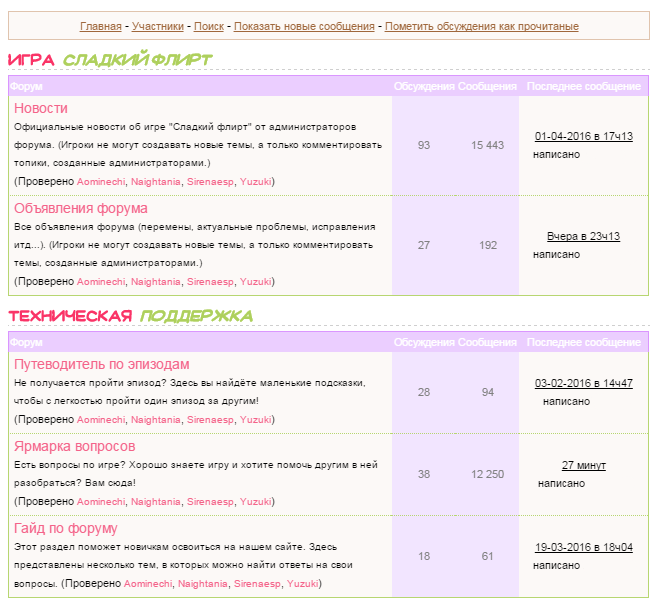 Главная - Участники - Поиск - Показать новые сообщения - Пометить обсуждения как прочитаные
ИГРА СЛАДКИЙ ФЛИРТ
Форум Обсуждения Сообщения Последнее сообщение
Новости
Официальные новости об игре "Сладкий флирт" от администраторов
форума. (Игроки не могут создавать новые темы, а только комментировать
топики, созданные администраторами.)
(Проверено Aominechi, Naightania, Sirenaesp, Yuzuki)
93 15 443 01-04-2016 в 17ч13
написано
Объявления форума
Все объявления форума (перемены, актуальные проблемы, исправления
итд...). (Игроки не могут создавать новые темы, а только комментировать
темы, созданные администраторами.)
(Проверено Aominechi, Naightania, Sirenaesp, Yuzuki)
27 192 Вчера в 23ч13
написано
ТЕХНИЧЕСКАЯ ПОДДЕРЖКА
Форум Обсуждения Сообщения Последнее сообщение
Путеводитель по эпизодам
Не получается пройти эпизод? Здесь вы найдёте маленькие подсказки,
чтобы с легкостью пройти один эпизод за другим!
(Проверено Aominechi, Naightania, Sirenaesp, Yuzuki)
28 94 03-02-2016 в 14ч47
написано
Ярмарка вопросов
Есть вопросы по игре? Хорошо знаете игру и хотите помочь другим в ней
разобраться? Вам сюда!
(Проверено Aominechi, Naightania, Sirenaesp, Yuzuki)
38 12 250 27 минут
написано
Гайд по форуму
Этот раздел поможет новичкам освоиться на нашем сайте. Здесь
представлены несколько тем, в которых можно найти ответы на свои
вопросы. (Проверено Aominechi, Naightania, Sirenaesp, Yuzuki)
18 61 19-03-2016 в 18ч04
написано